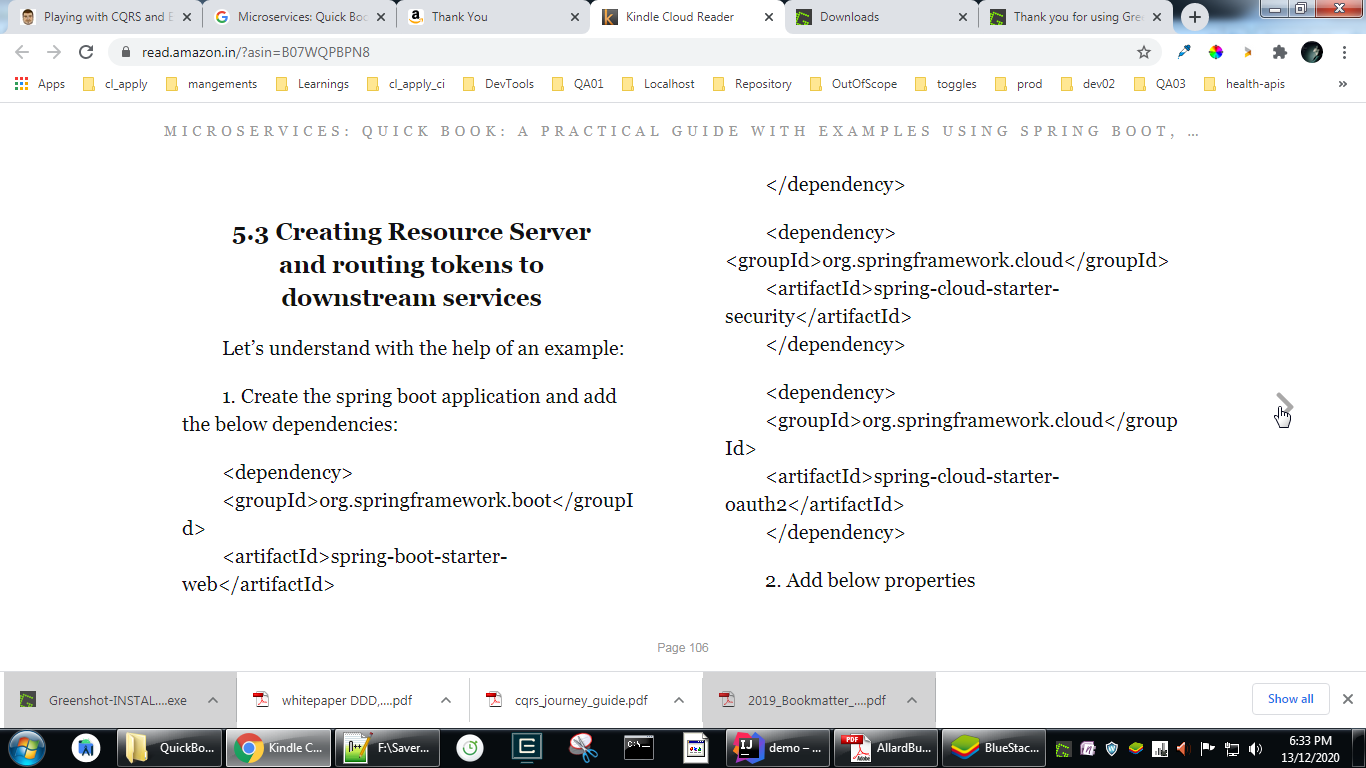 Playing with CQRS and E
Microservices: Quick Boo
Thank You
Kindle Cloud Reader
Downloads
Thank you for using Gre
read.amazon.in/?asin=B07WQPBPN8
Apps
cl_apply
mangements
Learnings
cl_apply_ci
DevTools
QA01
Localhost
Repository
OutOfScope
toggles
prod
dev02
QA03
health-apis
»
MICROSERVICES: QUICK BOOK: A PRACTICAL GUIDE WITH EXAMPLES USING SPRING BOOT, …
5.3 Creating Resource Server
and routing tokens to
downstream services
Let’s understand with the help of an example:
1. Create the spring boot application and add
the below dependencies:
<dependency>
<groupId>org.springframework.boot</groupI
d>
<artifactId>spring-boot-starter-
web</artifactId>
</dependency>
<dependency>
<groupId>org.springframework.cloud</groupId>
<artifactId>spring-cloud-starter-
security</artifactId>
</dependency>
<dependency>
<groupId>org.springframework.cloud</group
Id>
<artifactId>spring-cloud-starter-
oauth2</artifactId>
</dependency>
2. Add below properties
Page 106
Greenshot-INSTAL....exe
whitepaper DDD,....pdf
cqrs_journey_guide.pdf
2019_Bookmatter_....pdf
Show all
QuickBo...
Kindle C...
F:\Saver...
demo – ...
AllardBu...
BlueStac...
6:33 PM
13/12/2020